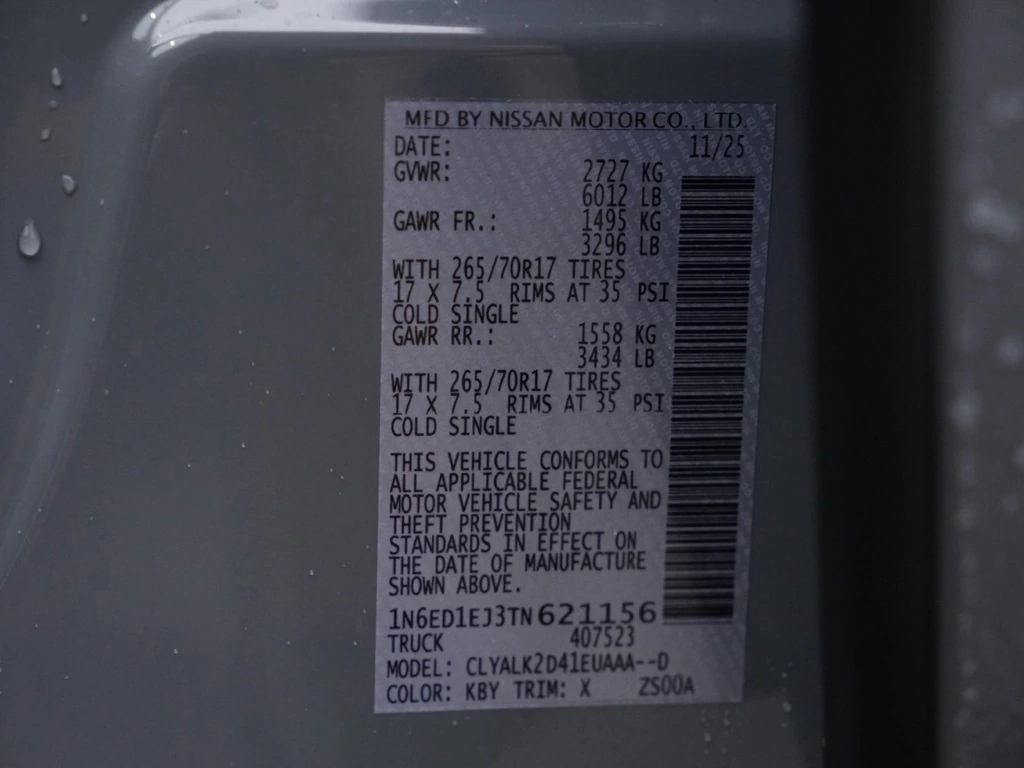 MFD BY NISSAN MOTOR CO., LTD.
DATE: 11/25
GVWR: 2727 KG
6012 LB
GAWR FR.: 1495 KG
3296 LB
WITH 265/70R17 TIRES
17 X 7.5 RIMS AT 35 PSI
COLD SINGLE
GAWR RR.: 1558 KG
3434 LB
WITH 265/70R17 TIRES
17 X 7.5 RIMS AT 35 PSI
COLD SINGLE
THIS VEHICLE CONFORMS TO
ALL APPLICABLE FEDERAL
MOTOR VEHICLE SAFETY AND
THEFT PREVENTION
STANDARDS IN EFFECT ON
THE DATE OF MANUFACTURE
SHOWN ABOVE.
1N6ED1EJ3TN621156
TRUCK 407523
MODEL: CLYALK2D41EUAAA--D
COLOR: KBY TRIM: X ZS00A